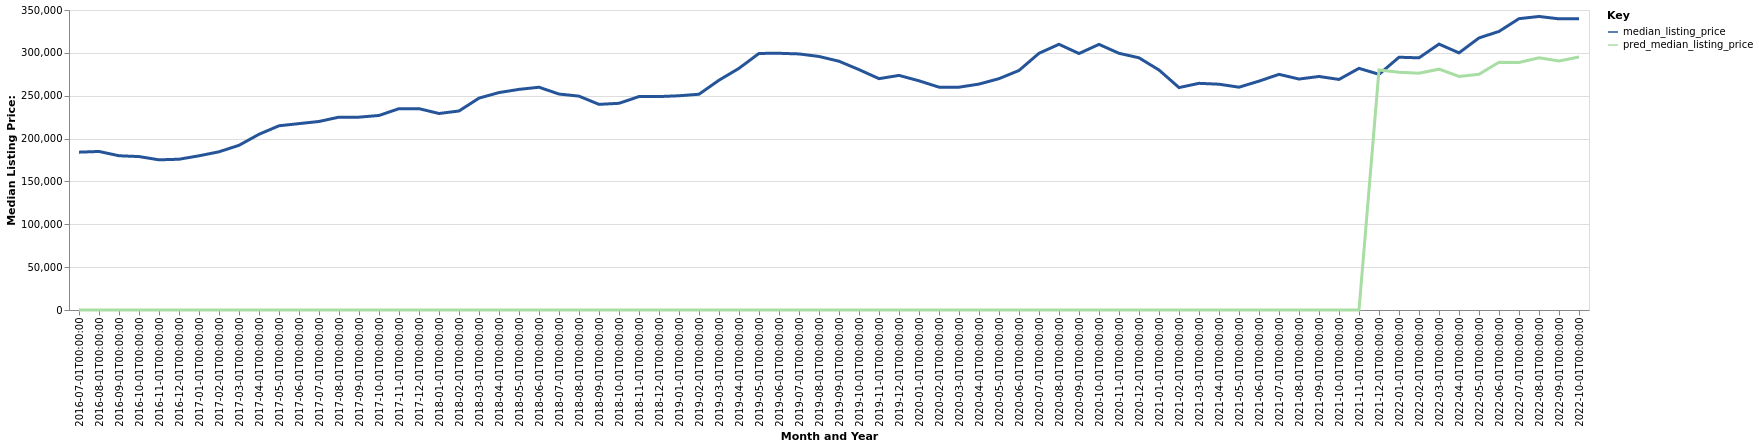 350,000
300,000
250,000
200,000
150,000
100,000
50,000
0
Median Listing Price:
2016-07-01T00:00:00
2016-08-01T00:00:00
2016-09-01T00:00:00
2016-10-01T00:00:00
2016-11-01T00:00:00
2016-12-01T00:00:00
2017-01-01T00:00:00
2017-02-01T00:00:00
2017-03-01T00:00:00
2017-04-01T00:00:00
2017-05-01T00:00:00
2017-06-01T00:00:00
2017-07-01T00:00:00
2017-08-01T00:00:00
2017-09-01T00:00:00
2017-10-01T00:00:00
2017-11-01T00:00:00
2017-12-01T00:00:00
2018-01-01T00:00:00
2018-02-01T00:00:00
2018-03-01T00:00:00
2018-04-01T00:00:00
2018-05-01T00:00:00
2018-06-01T00:00:00
2018-07-01T00:00:00
2018-08-01T00:00:00
2018-09-01T00:00:00
2018-10-01T00:00:00
2018-11-01T00:00:00
2018-12-01T00:00:00
2019-01-01T00:00:00
2019-02-01T00:00:00
2019-03-01T00:00:00
2019-04-01T00:00:00
2019-05-01T00:00:00
2019-06-01T00:00:00
2019-07-01T00:00:00
2019-08-01T00:00:00
2019-09-01T00:00:00
2019-10-01T00:00:00
2019-11-01T00:00:00
2019-12-01T00:00:00
2020-01-01T00:00:00
2020-02-01T00:00:00
2020-03-01T00:00:00
2020-04-01T00:00:00
2020-05-01T00:00:00
2020-06-01T00:00:00
2020-07-01T00:00:00
2020-08-01T00:00:00
2020-09-01T00:00:00
2020-10-01T00:00:00
2020-11-01T00:00:00
2020-12-01T00:00:00
2021-01-01T00:00:00
2021-02-01T00:00:00
2021-03-01T00:00:00
2021-04-01T00:00:00
2021-05-01T00:00:00
2021-06-01T00:00:00
2021-07-01T00:00:00
2021-08-01T00:00:00
2021-09-01T00:00:00
2021-10-01T00:00:00
2021-11-01T00:00:00
2021-12-01T00:00:00
2022-01-01T00:00:00
2022-02-01T00:00:00
2022-03-01T00:00:00
2022-04-01T00:00:00
2022-05-01T00:00:00
2022-06-01T00:00:00
2022-07-01T00:00:00
2022-08-01T00:00:00
2022-09-01T00:00:00
2022-10-01T00:00:00
Month and Year
Key
median_listing_price
pred_median_listing_price